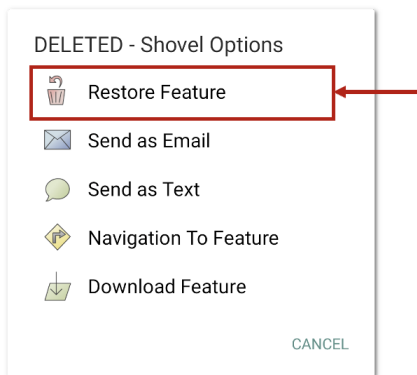 DELETED - Shovel Options
Restore Feature
Send as Email
Send as Text
Navigation To Feature
Download Feature
CANCEL